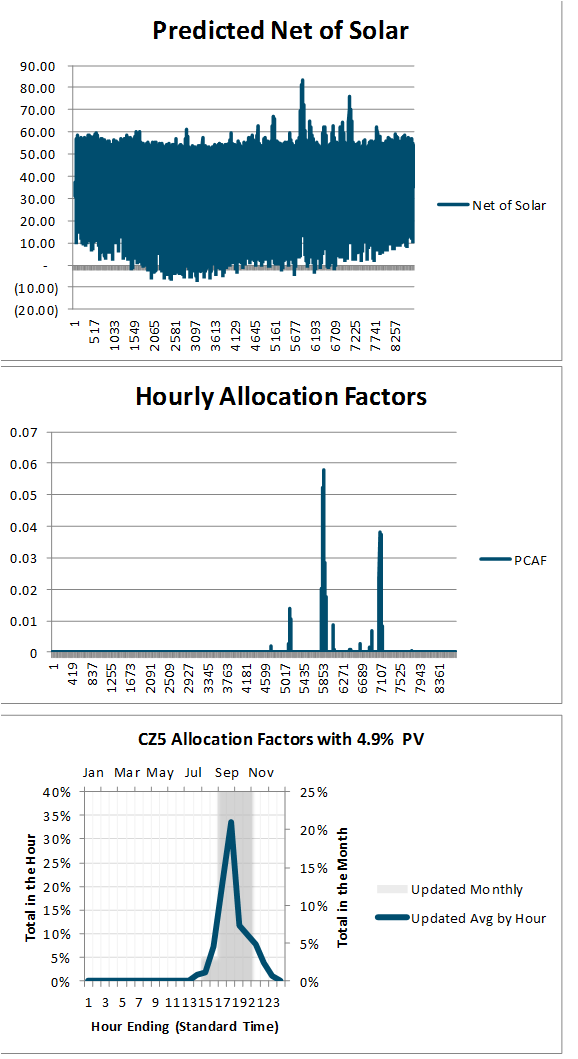 Predicted Net of Solar
90.00
80.00
70.00
60.00
50.00
40.00
30.00
20.00
10.00
-
(10.00)
(20.00)
1 517 1033 1549 2065 2581 3097 3613 4129 4645 5161 5677 6193 6709 7225 7741 8257
Net of Solar
Hourly Allocation Factors
0.07
0.06
0.05
0.04
0.03
0.02
0.01
0
1 419 837 1255 1673 2091 2509 2927 3345 3763 4181 4599 5017 5435 5853 6271 6689 7107 7525 7943 8361
PCAF
CZ5 Allocation Factors with 4.9% PV
Jan Mar May Jul Sep Nov
40%
35%
30%
25%
20%
15%
10%
5%
0%
Total in the Hour
25%
20%
15%
10%
5%
0%
Total in the Month
1 3 5 7 9 11 13 15 17 19 21 23
Hour Ending (Standard Time)
Updated Monthly
Updated Avg by Hour